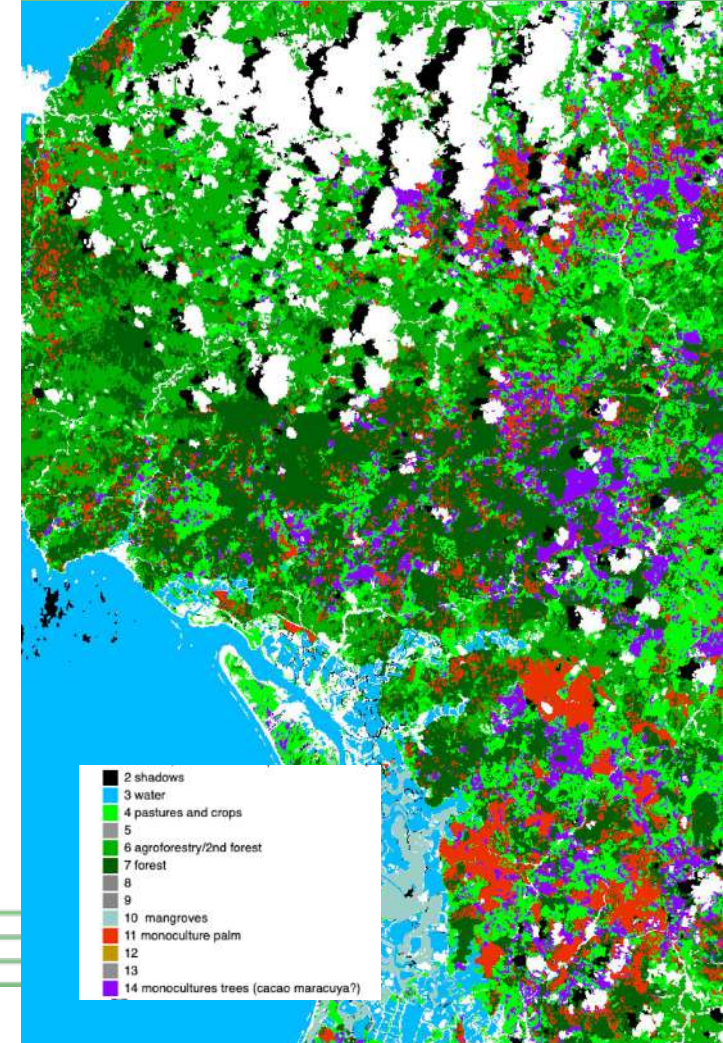 2 shadows
3 water
4 pastures and crops
5
6 agroforestry/2nd forest
7 forest
8
9
10 mangroves
11 monoculture palm
12
13
14 monocultures trees (cacao maracuya?)